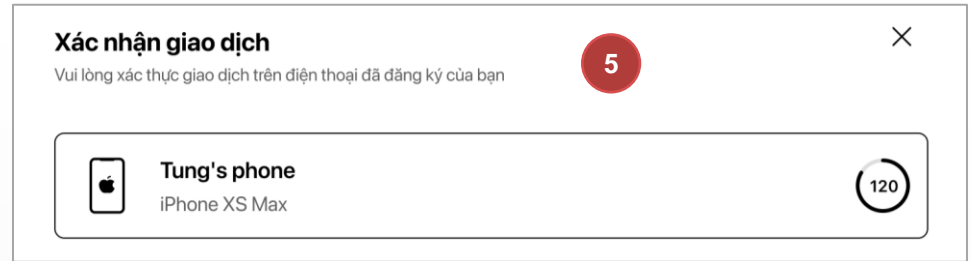 Xác nhận giao dịch
Vui lòng xác thực giao dịch trên điện thoại đã đăng ký của bạn
5
Tung's phone
iPhone XS Max
120